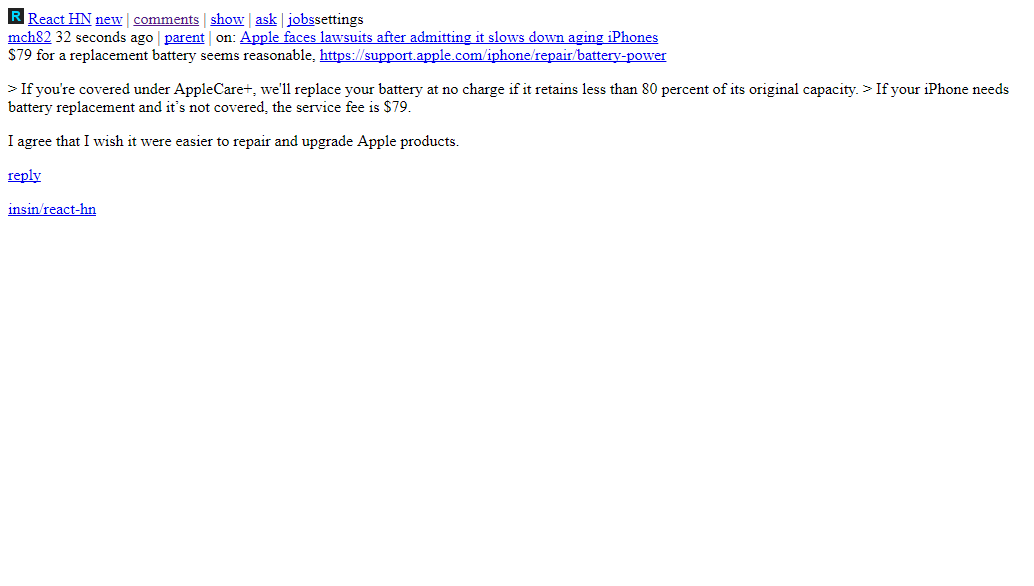 R React HN new | comments | show | ask | jobssettings
mch82 32 seconds ago | parent | on: Apple faces lawsuits after admitting it slows down aging iPhones
$79 for a replacement battery seems reasonable, https://support.apple.com/iphone/repair/battery-power
> If you're covered under AppleCare+, we'll replace your battery at no charge if it retains less than 80 percent of its original capacity. > If your iPhone needs
battery replacement and it’s not covered, the service fee is $79.
I agree that I wish it were easier to repair and upgrade Apple products.
reply
insin/react-hn